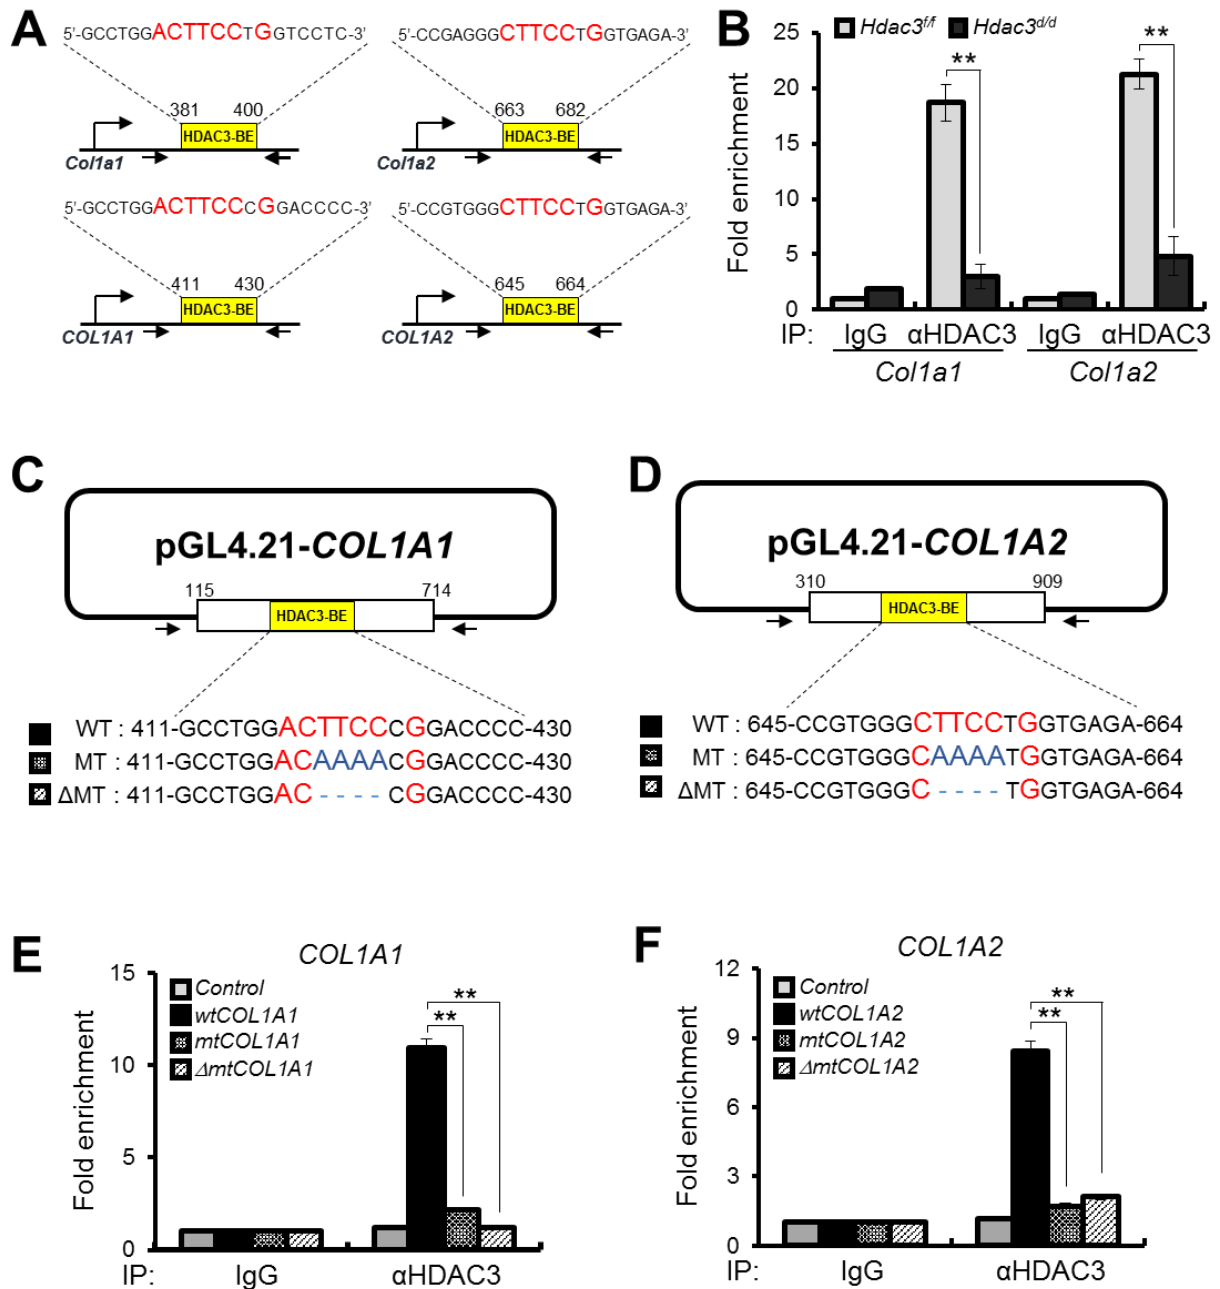 A
5'-GCCTGGACTTCCTGGTCCTC-3'
5'-CCGAGGGCTTCCTGGTGAGA-3'
381 400
663 682
HDAC3-BE
HDAC3-BE
Col1a1
Col1a2
5'-GCCTGGACTTCCCGGACCCC-3'
5'-CCGTGGGCTTCCTGGTGAGA-3'
411 430
645 664
HDAC3-BE
HDAC3-BE
COL1A1
COL1A2
B
Hdac3f/f Hdac3d/d
Fold enrichment
25
20
15
10
5
0
** **
IP: IgG αHDAC3 IgG αHDAC3
Col1a1 Col1a2
C
pGL4.21-COL1A1
115 714
HDAC3-BE
WT : 411-GCCTGGACTTCCCGGACCCC-430
MT : 411-GCCTGGACAAAACGGACCCC-430
ΔMT : 411-GCCTGGAC - - - - CGGACCCC-430
D
pGL4.21-COL1A2
310 909
HDAC3-BE
WT : 645-CCGTGGGCTTCCTGGTGAGA-664
MT : 645-CCGTGGGCAAAATGGTGAGA-664
ΔMT : 645-CCGTGGGC - - - - TGGTGAGA-664
E
COL1A1
Fold enrichment
15
10
5
0
Control
wtCOL1A1
mtCOL1A1
ΔmtCOL1A1
**
**
IP: IgG αHDAC3
F
COL1A2
Fold enrichment
12
9
6
3
0
Control
wtCOL1A2
mtCOL1A2
ΔmtCOL1A2
**
**
IP: IgG αHDAC3